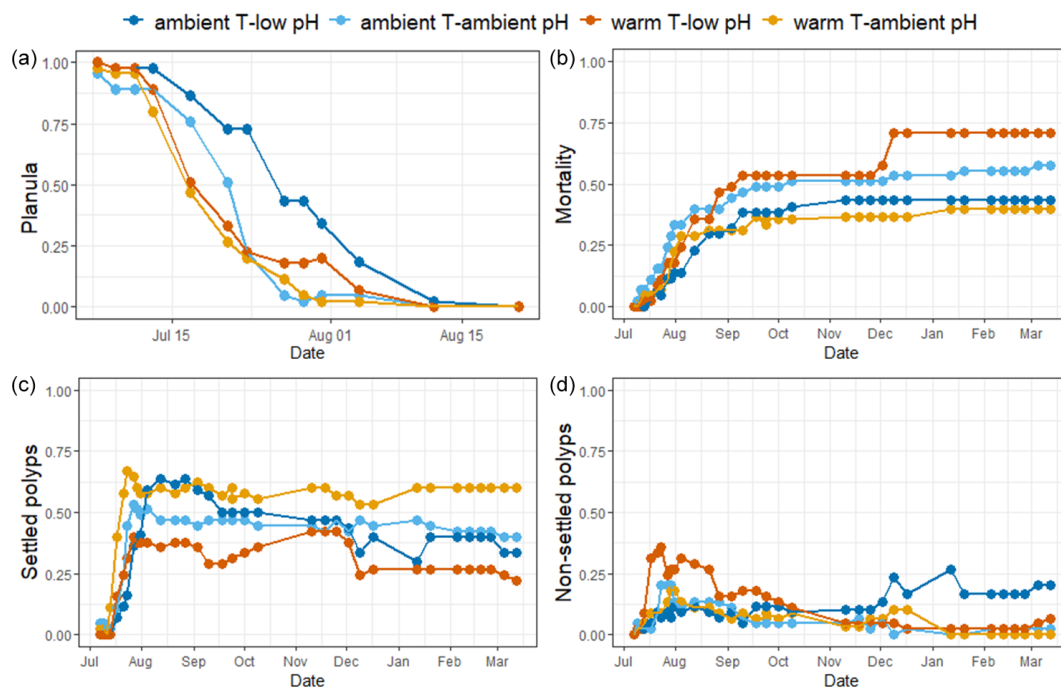 ambient T-low pH ambient T-ambient pH warm T-low pH warm T-ambient pH
(a) (b)
1.00
0.75
0.50
0.25
0.00
Planula
Jul 15 Aug 01 Aug 15
Date
1.00
0.75
0.50
0.25
0.00
Mortality
Jul Aug Sep Oct Nov Dec Jan Feb Mar
Date
(c) (d)
1.00
0.75
0.50
0.25
0.00
Settled polyps
Jul Aug Sep Oct Nov Dec Jan Feb Mar
Date
1.00
0.75
0.50
0.25
0.00
Non-settled polyps
Jul Aug Sep Oct Nov Dec Jan Feb Mar
Date